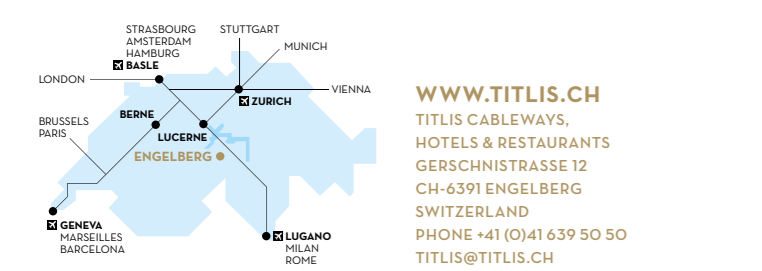 STRASBOURG
AMSTERDAM
HAMBURG
BASLE
STUTTGART
MUNICH
LONDON
VIENNA
ZURICH
BERNE
BRUSSELS
PARIS
LUCERNE
ENGELBERG
GENEVA
MARSEILLES
BARCELONA
LUGANO
MILAN
ROME
WWW.TITLIS.CH
TITLIS CABLEWAYS,
HOTELS & RESTAURANTS
GERSCHNISTRASSE 12
CH-6391 ENGELBERG
SWITZERLAND
PHONE +41 (0)41 639 50 50
TITLIS@TITLIS.CH